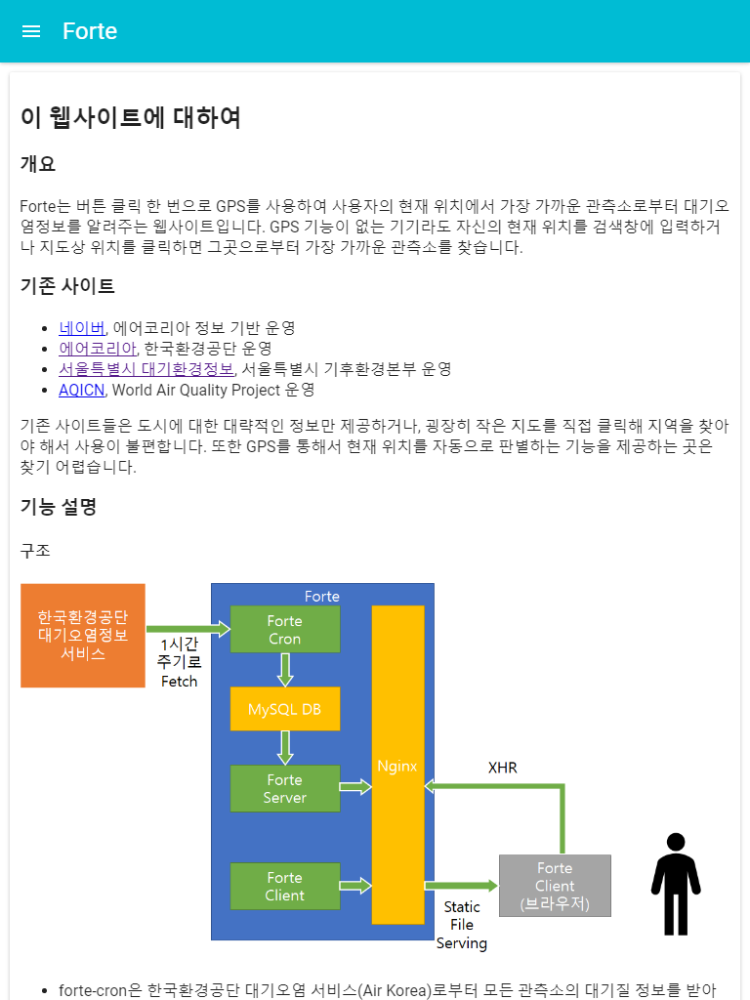 Forte
이 웹사이트에 대하여
개요
Forte는 버튼 클릭 한 번으로 GPS를 사용하여 사용자의 현재 위치에서 가장 가까운 관측소로부터 대기오
염정보를 알려주는 웹사이트입니다. GPS 기능이 없는 기기라도 자신의 현재 위치를 검색창에 입력하거
나 지도상 위치를 클릭하면 그곳으로부터 가장 가까운 관측소를 찾습니다.
기존 사이트
네이버, 에어코리아 정보 기반 운영
에어코리아, 한국환경공단 운영
서울특별시 대기환경정보, 서울특별시 기후환경본부 운영
AQICN, World Air Quality Project 운영
기존 사이트들은 도시에 대한 대략적인 정보만 제공하거나, 굉장히 작은 지도를 직접 클릭해 지역을 찾아
야 해서 사용이 불편합니다. 또한 GPS를 통해서 현재 위치를 자동으로 판별하는 기능을 제공하는 곳은
찾기 어렵습니다.
기능 설명
구조
한국환경공단
대기오염정보
서비스
1시간
주기로
Fetch
Forte
Forte
Cron
MySQL DB
Forte
Server
Forte
Client
Nginx
XHR
Static
File
Serving
Forte
Client
(브라우저)
forte-cron은 한국환경공단 대기오염 서비스(Air Korea)로부터 모든 관측소의 대기질 정보를 받아